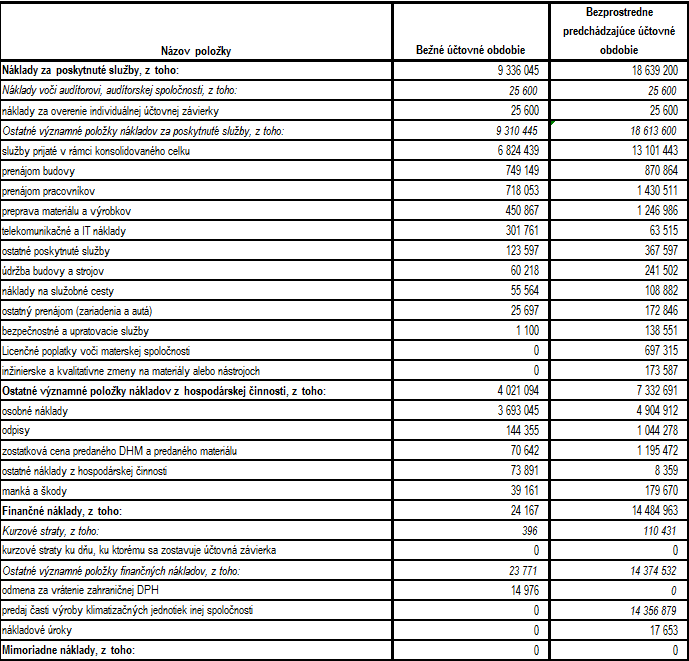 Názov položky Bežné účtovné obdobie Bezprostredne predchádzajúce účtovné obdobie
Náklady za poskytnuté služby, z toho: 9 336 045 18 639 200
Náklady voči audítorovi, audítorskej spoločnosti, z toho: 25 600 25 600
náklady za overenie individuálnej účtovnej závierky 25 600 25 600
Ostatné významné položky nákladov za poskytnuté služby, z toho: 9 310 445 18 613 600
služby prijaté v rámci konsolidovaného celku 6 824 439 13 101 443
prenájom budovy 749 149 870 864
prenájom pracovníkov 718 053 1 430 511
preprava materiálu a výrobkov 450 867 1 246 986
telekomunikačné a IT náklady 301 761 63 515
ostatné poskytnuté služby 123 597 367 597
údržba budovy a strojov 60 218 241 502
náklady na služobné cesty 55 564 108 882
ostatný prenájom (zariadenia a autá) 25 697 172 846
bezpečnostné a upratovacie služby 1 100 138 551
Licenčné poplatky voči materskej spoločnosti 0 697 315
inžinierske a kvalitatívne zmeny na materiály alebo nástrojoch 0 173 587
Ostatné významné položky nákladov z hospodárskej činnosti, z toho: 4 021 094 7 332 691
osobné náklady 3 693 045 4 904 912
odpisy 144 355 1 044 278
zostatková cena predaného DHM a predaného materiálu 70 642 1 195 472
ostatné náklady z hospodárskej činnosti 73 891 8 359
manká a škody 39 161 179 670
Finančné náklady, z toho: 24 167 14 484 963
Kurzové straty, z toho: 396 110 431
kurzové straty ku dňu, ku ktorému sa zostavuje účtovná závierka 0 0
Ostatné významné položky finančných nákladov, z toho: 23 771 14 374 532
odmena za vrátenie zahraničnej DPH 14 976 0
predaj časti výroby klimatizačných jednotiek inej spoločnosti 0 14 356 879
nákladové úroky 0 17 653
Mimoriadne náklady, z toho: 0 0